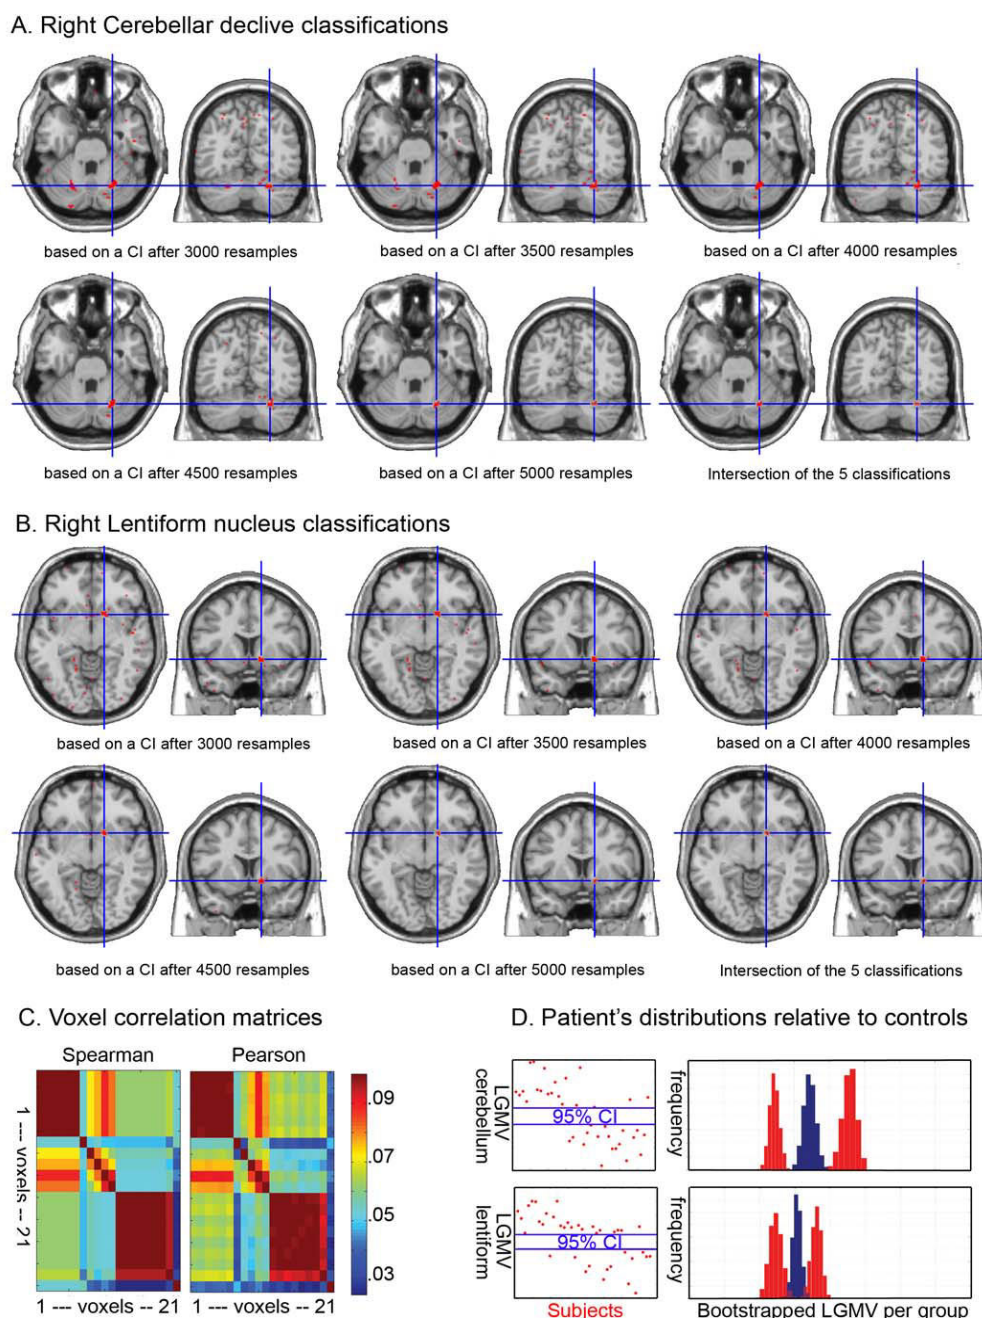 A. Right Cerebellar declive classifications
based on a CI after 3000 resamples
based on a CI after 3500 resamples
based on a CI after 4000 resamples
based on a CI after 4500 resamples
based on a CI after 5000 resamples
Intersection of the 5 classifications
B. Right Lentiform nucleus classifications
based on a CI after 3000 resamples
based on a CI after 3500 resamples
based on a CI after 4000 resamples
based on a CI after 4500 resamples
based on a CI after 5000 resamples
Intersection of the 5 classifications
C. Voxel correlation matrices
Spearman
Pearson
1 --- voxels -- 21
.09
.07
.05
.03
1 --- voxels -- 21
1 --- voxels -- 21
D. Patient's distributions relative to controls
LGMV
cerebellum
95% CI
frequency
LGMV
lentiform
95% CI
frequency
Subjects
Bootstrapped LGMV per group